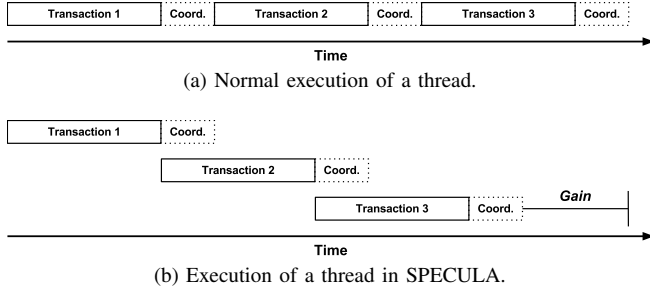 Transaction 1 Coord. Transaction 2 Coord. Transaction 3 Coord.
Time
(a) Normal execution of a thread.
Transaction 1 Coord.
Transaction 2 Coord.
Transaction 3 Coord. Gain
Time
(b) Execution of a thread in SPECULA.